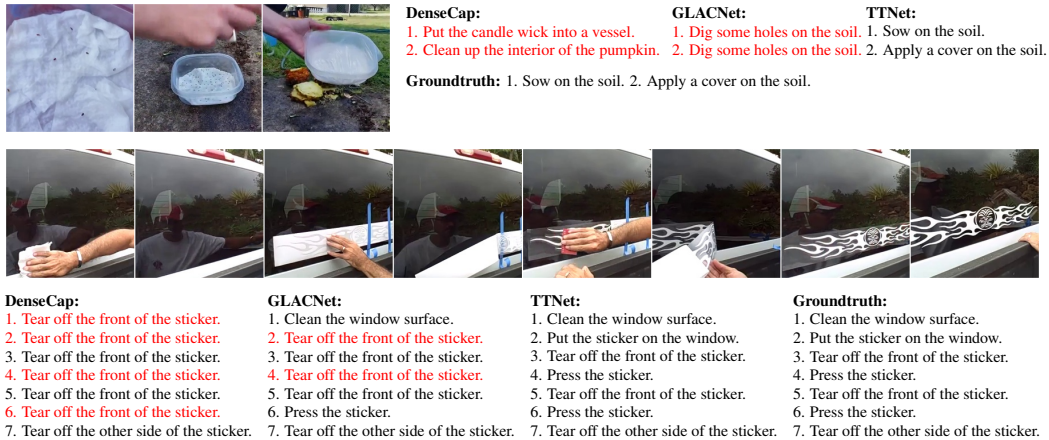 DenseCap:
1. Put the candle wick into a vessel.
2. Clean up the interior of the pumpkin.
GLACNet:
1. Dig some holes on the soil.
2. Dig some holes on the soil.
TTNet:
1. Sow on the soil.
2. Apply a cover on the soil.
Groundtruth: 1. Sow on the soil. 2. Apply a cover on the soil.
DenseCap:
1. Tear off the front of the sticker.
2. Tear off the front of the sticker.
3. Tear off the front of the sticker.
4. Tear off the front of the sticker.
5. Tear off the front of the sticker.
6. Tear off the front of the sticker.
7. Tear off the other side of the sticker.
GLACNet:
1. Clean the window surface.
2. Tear off the front of the sticker.
3. Tear off the front of the sticker.
4. Tear off the front of the sticker.
5. Tear off the front of the sticker.
6. Press the sticker.
7. Tear off the other side of the sticker.
TTNet:
1. Clean the window surface.
2. Put the sticker on the window.
3. Tear off the front of the sticker.
4. Press the sticker.
5. Tear off the front of the sticker.
6. Press the sticker.
7. Tear off the other side of the sticker.
Groundtruth:
1. Clean the window surface.
2. Put the sticker on the window.
3. Tear off the front of the sticker.
4. Press the sticker.
5. Tear off the front of the sticker.
6. Press the sticker.
7. Tear off the other side of the sticker.